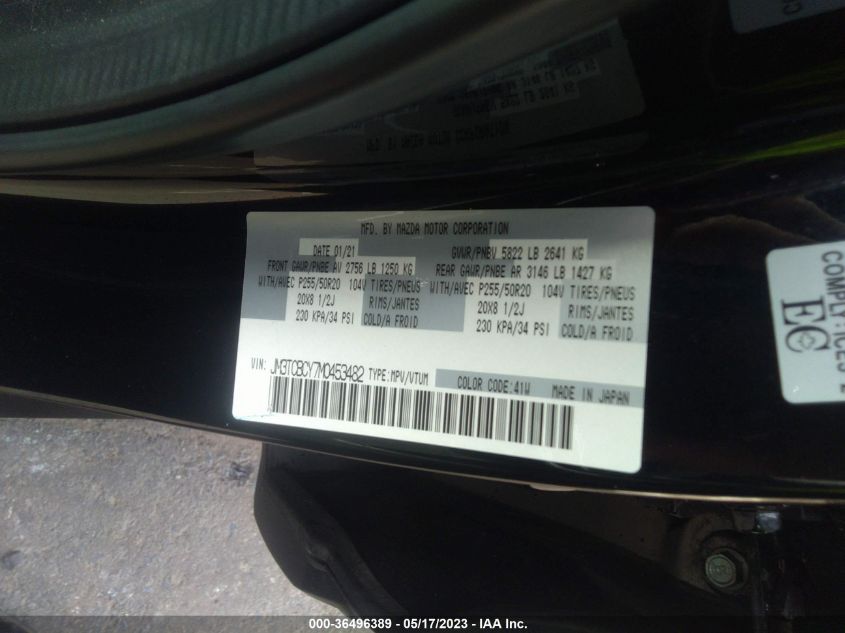 MFD. BY MAZDA MOTOR CORPORATION
DATE 01/21 GVWR/PNBV 5822 LB 2641 KG
FRONT GAWR/PNBE AV 2756 LB 1250 KG REAR GAWR/PNBE AR 3146 LB 1427 KG
WITH/AVEC P255/50R20 104V TIRES/PNEUS WITH/AVEC P255/50R20 104V TIRES/PNEUS
20X8 1/2J RIMS/JANTES 20X8 1/2J RIMS/JANTES
230 KPA/34 PSI COLD/A FROID 230 KPA/34 PSI COLD/A FROID
VIN: JM3TCBCY7M0453482 TYPE:MPV/VTUM COLOR CODE:41W MADE IN JAPAN
COMPLY:ICES
EC
000-36496389 - 05/17/2023 - IAA Inc.